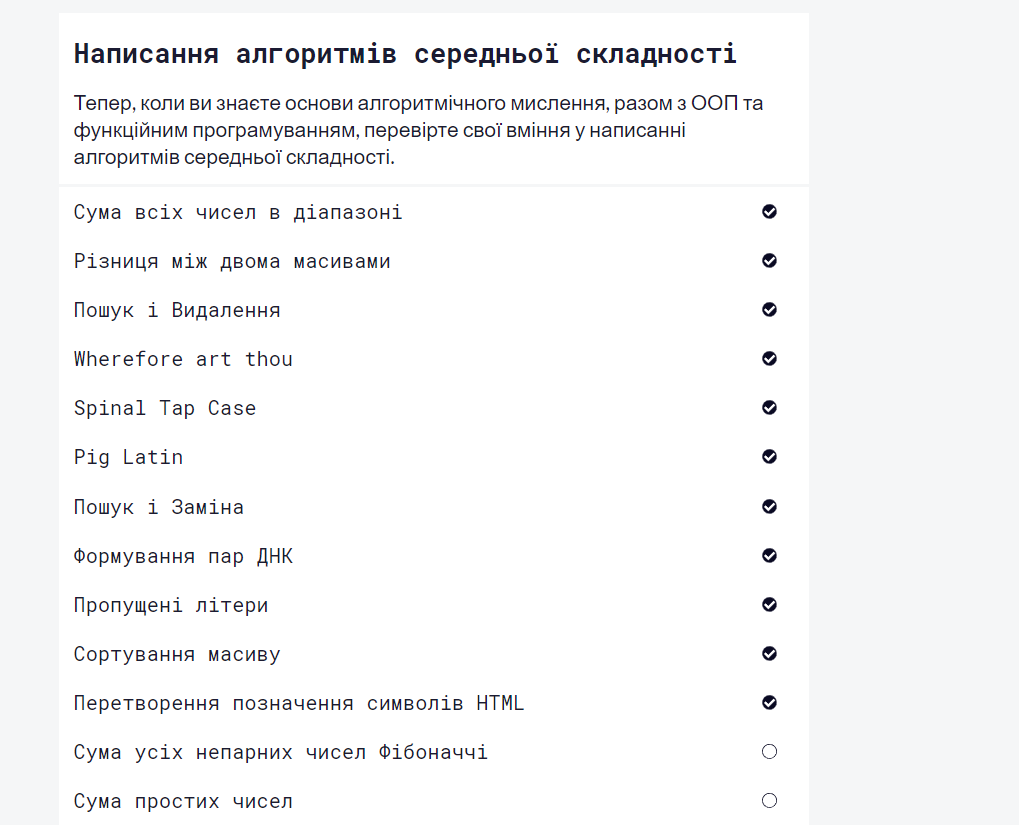 Написання алгоритмів середньої складності
Тепер, коли ви знаєте основи алгоритмічного мислення, разом з ООП та
функційним програмуванням, перевірте свої вміння у написанні
алгоритмів середньої складності.
Сума всіх чисел в діапазоні
Різниця між двома масивами
Пошук і Видалення
Wherefore art thou
Spinal Tap Case
Pig Latin
Пошук і Заміна
Формування пар ДНК
Пропущені літери
Сортування масиву
Перетворення позначення символів HTML
Сума усіх непарних чисел Фібоначчі
Сума простих чисел